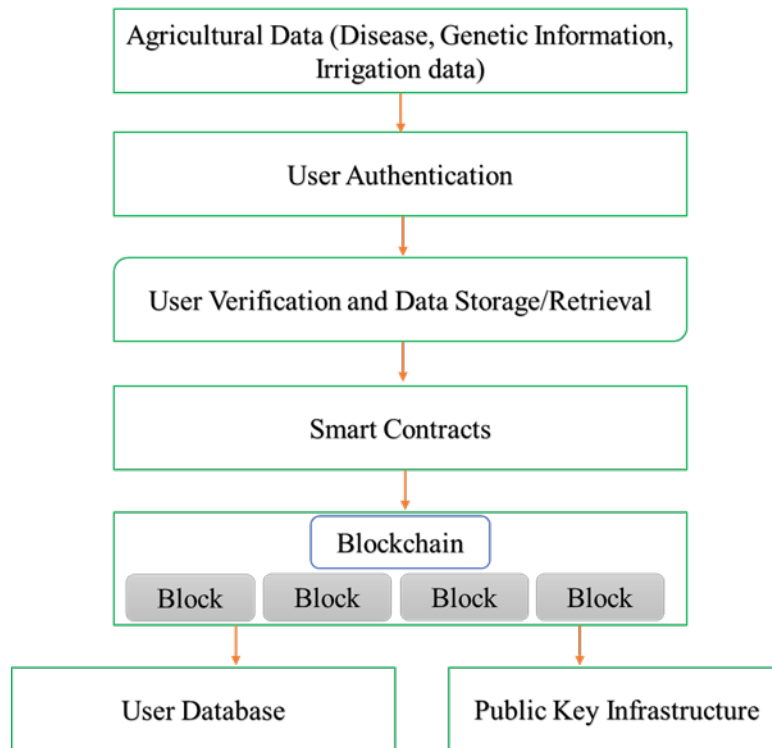 Agricultural Data (Disease, Genetic Information,
Irrigation data)
User Authentication
User Verification and Data Storage/Retrieval
Smart Contracts
Blockchain
Block Block Block Block
User Database
Public Key Infrastructure